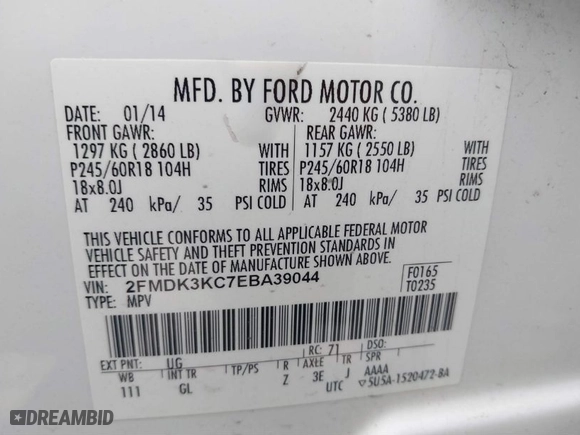 MFD. BY FORD MOTOR CO.
DATE: 01/14 GVWR: 2440 KG ( 5380 LB)
FRONT GAWR: REAR GAWR:
1297 KG ( 2860 LB) WITH 1157 KG ( 2550 LB) WITH
P245/60R18 104H TIRES P245/60R18 104H TIRES
18x8.0J RIMS 18x8.0J RIMS
AT 240 kPa/ 35 PSI COLD AT 240 kPa/ 35 PSI COLD
THIS VEHICLE CONFORMS TO ALL APPLICABLE FEDERAL MOTOR
VEHICLE SAFETY AND THEFT PREVENTION STANDARDS IN
EFFECT ON THE DATE OF MANUFACTURE SHOWN ABOVE.
VIN: 2FMDK3KC7EBA39044 F0165
TYPE: MPV T0235
EXT PNT: UG RC: 71 DSO:
WB INT TR TP/PS R AXLE TR SPR
111 GL Z 3E J AAAA
UTC 5U5A-1520472-BA
DREAMBID